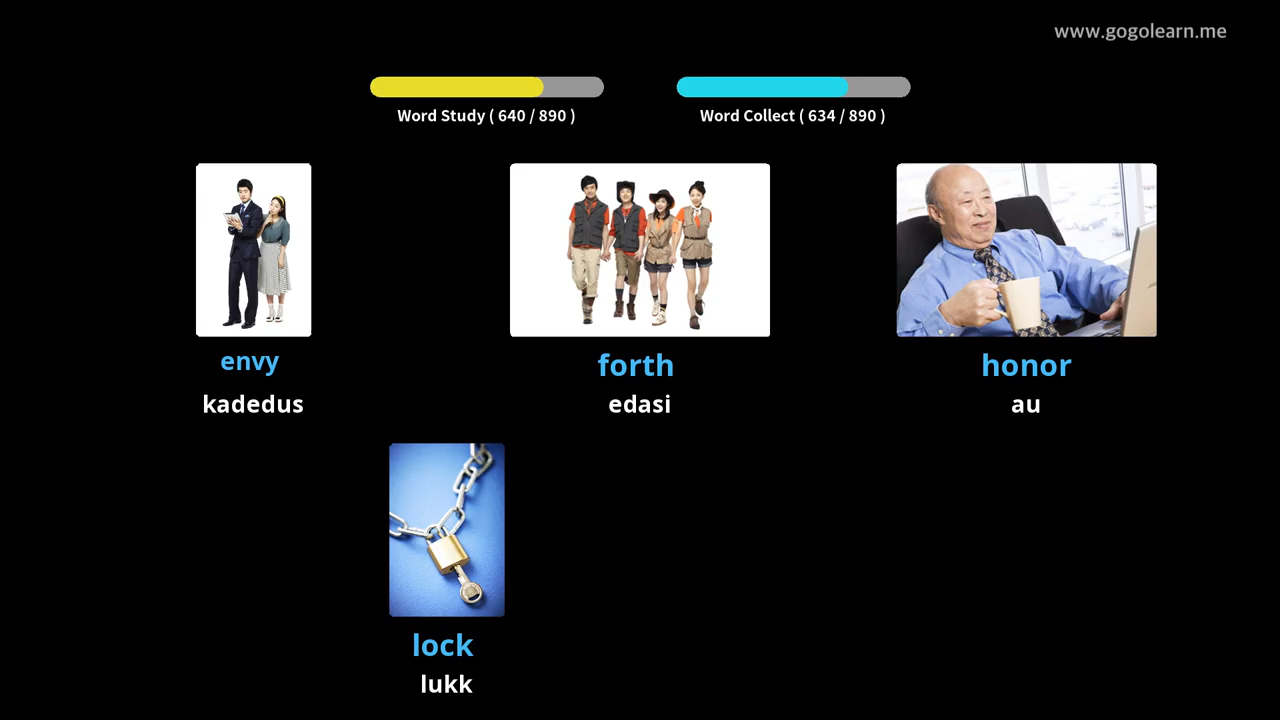 www.gogolearn.me
Word Study ( 640 / 890 )
Word Collect ( 634 / 890 )
envy
kadedus
forth
edasi
honor
au
lock
lukk